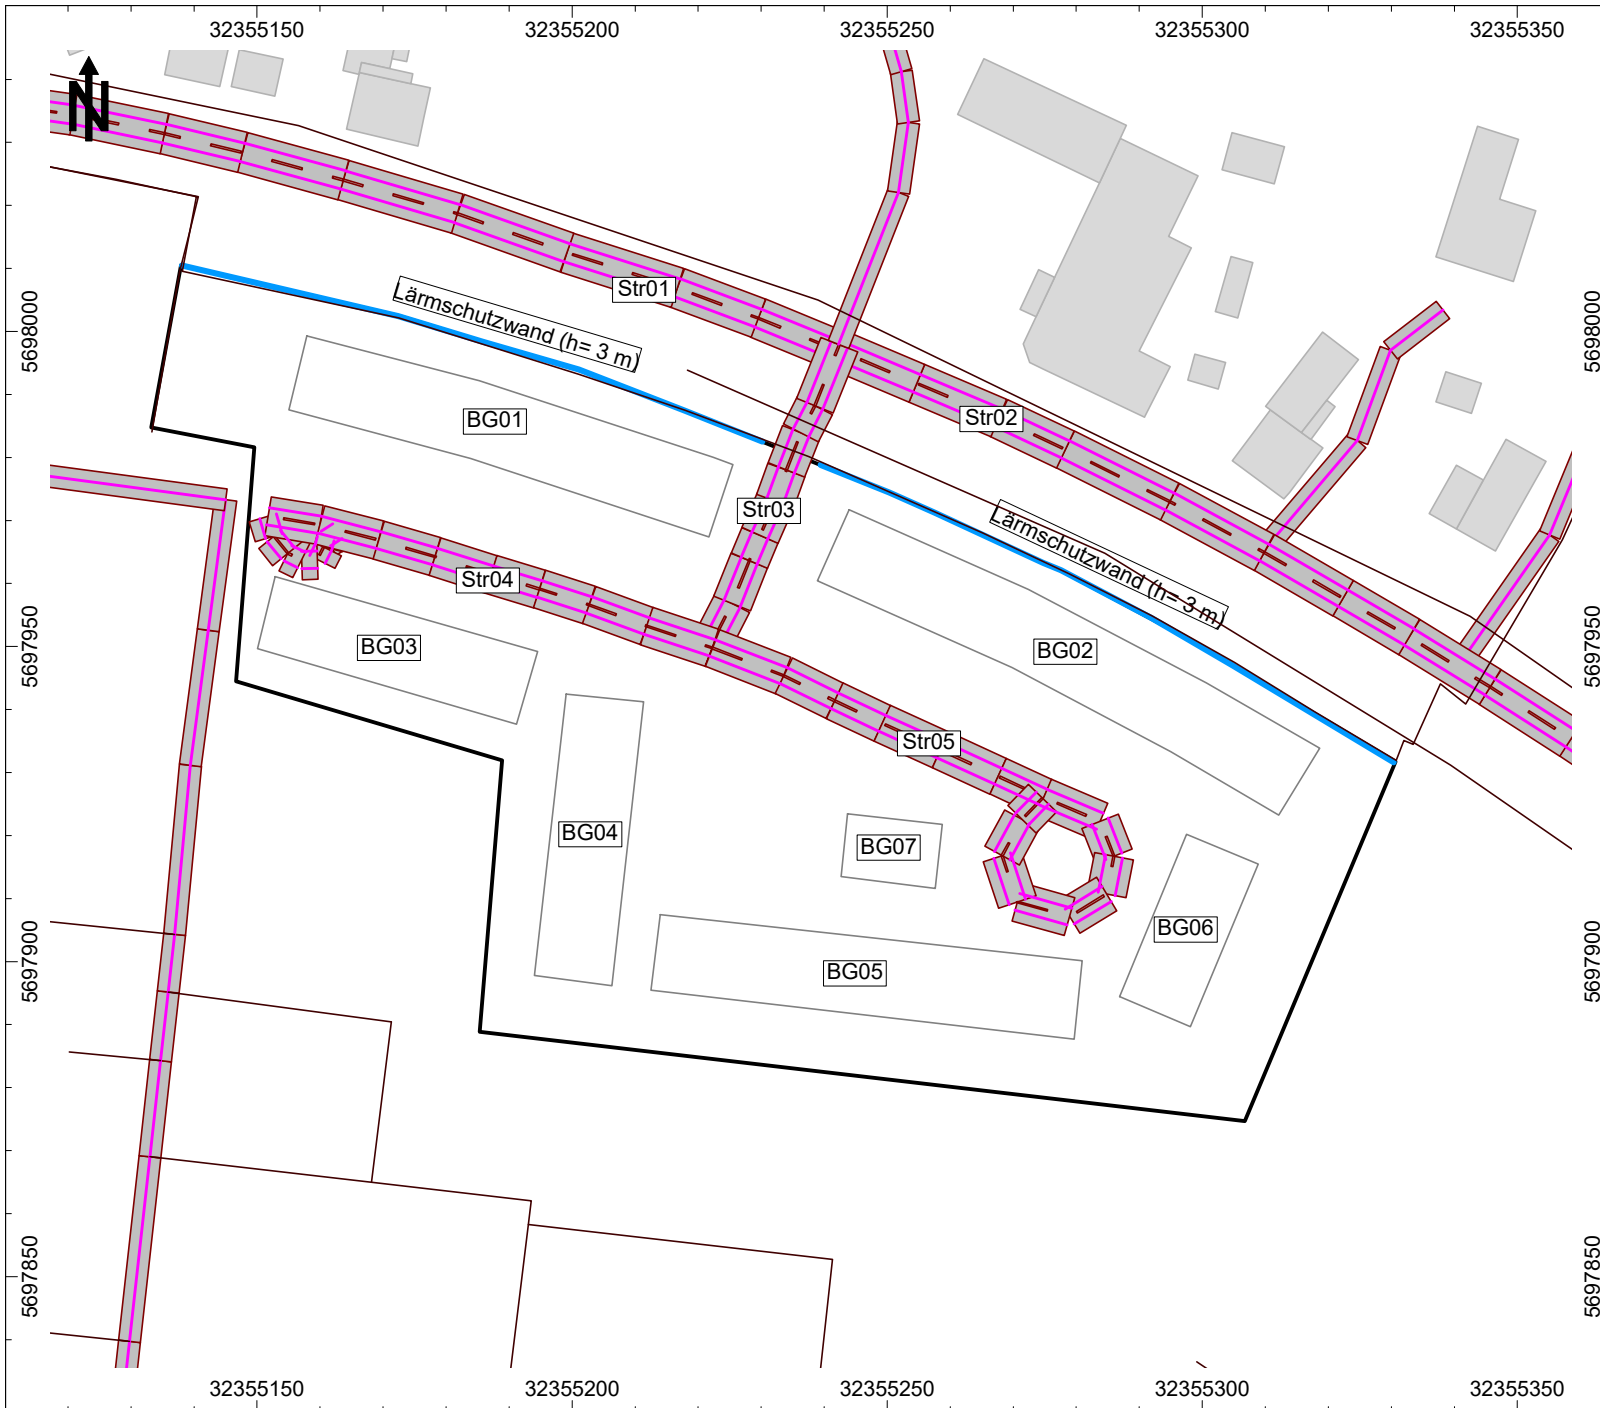 32355150 32355200 32355250 32355300 32355350
N
Str01
Lärmschutzwand (h= 3 m)
5698000
5698000
BG01
Str02
Str03
Lärmschutzwand (h= 3 m)
Str04
BG03
BG02
5697950
5697950
Str05
BG04
BG07
BG06
BG05
5697900
5697900
5697850
5697850
32355150 32355200 32355250 32355300 32355350